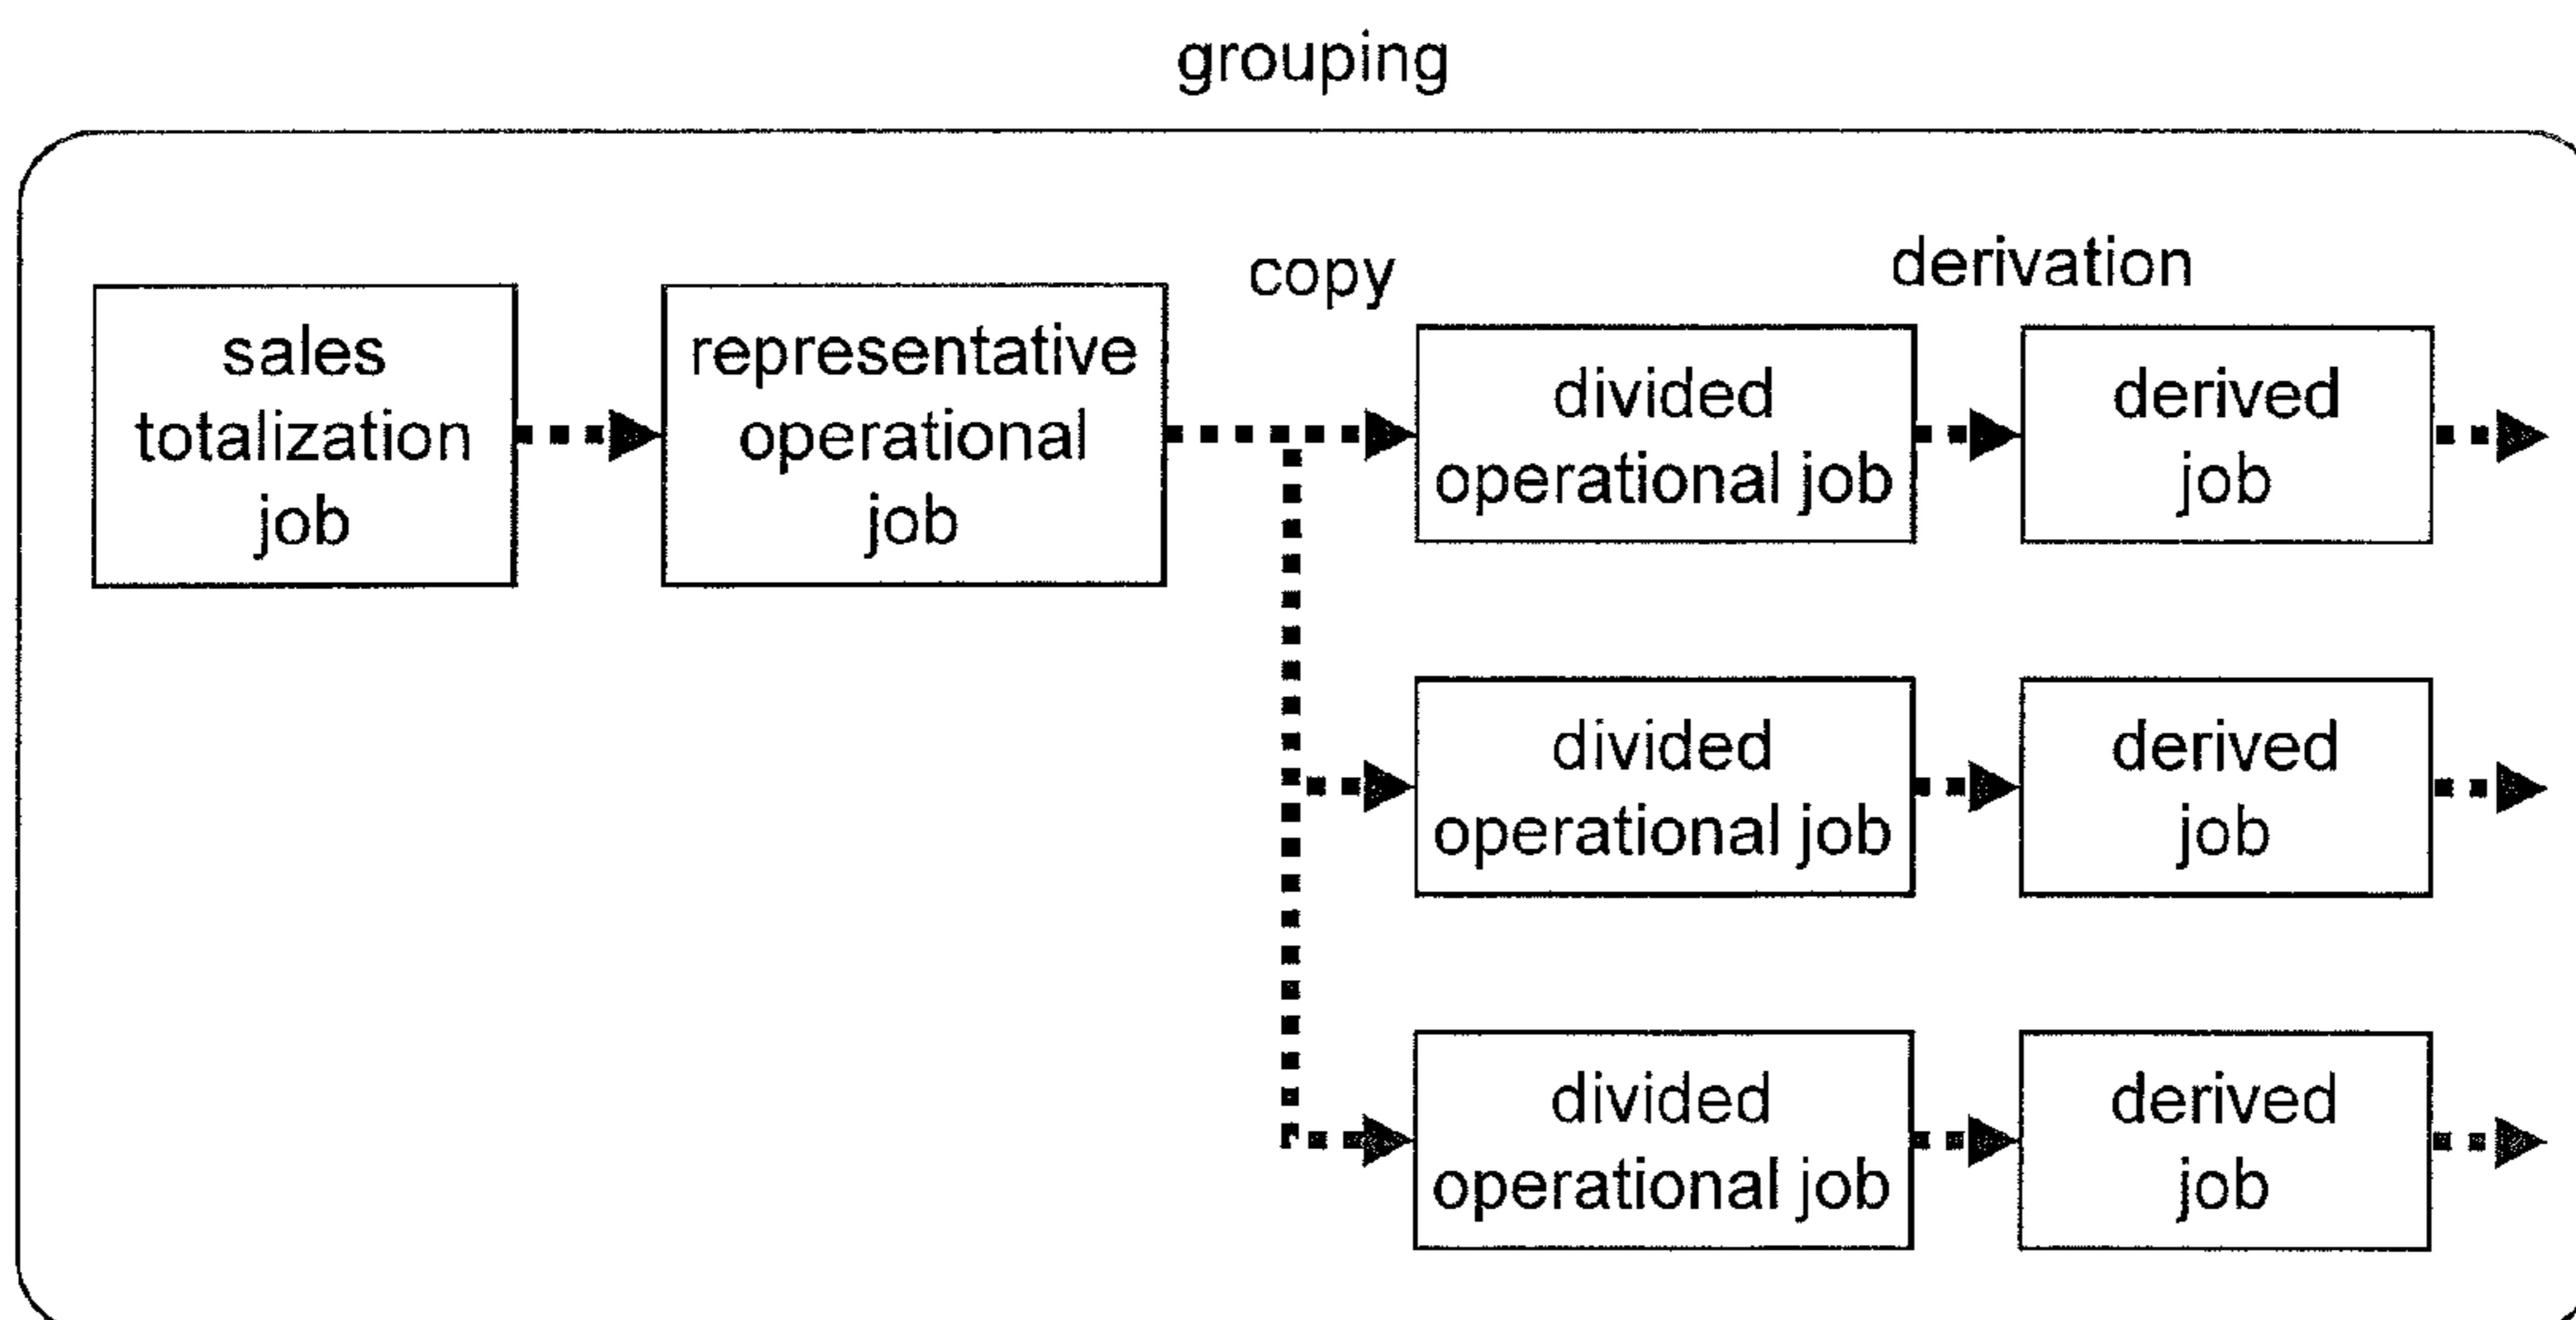 grouping
copy
derivation
sales
totalization
job
representative
operational
job
divided
operational job
derived
job
divided
operational job
derived
job
divided
operational job
derived
job